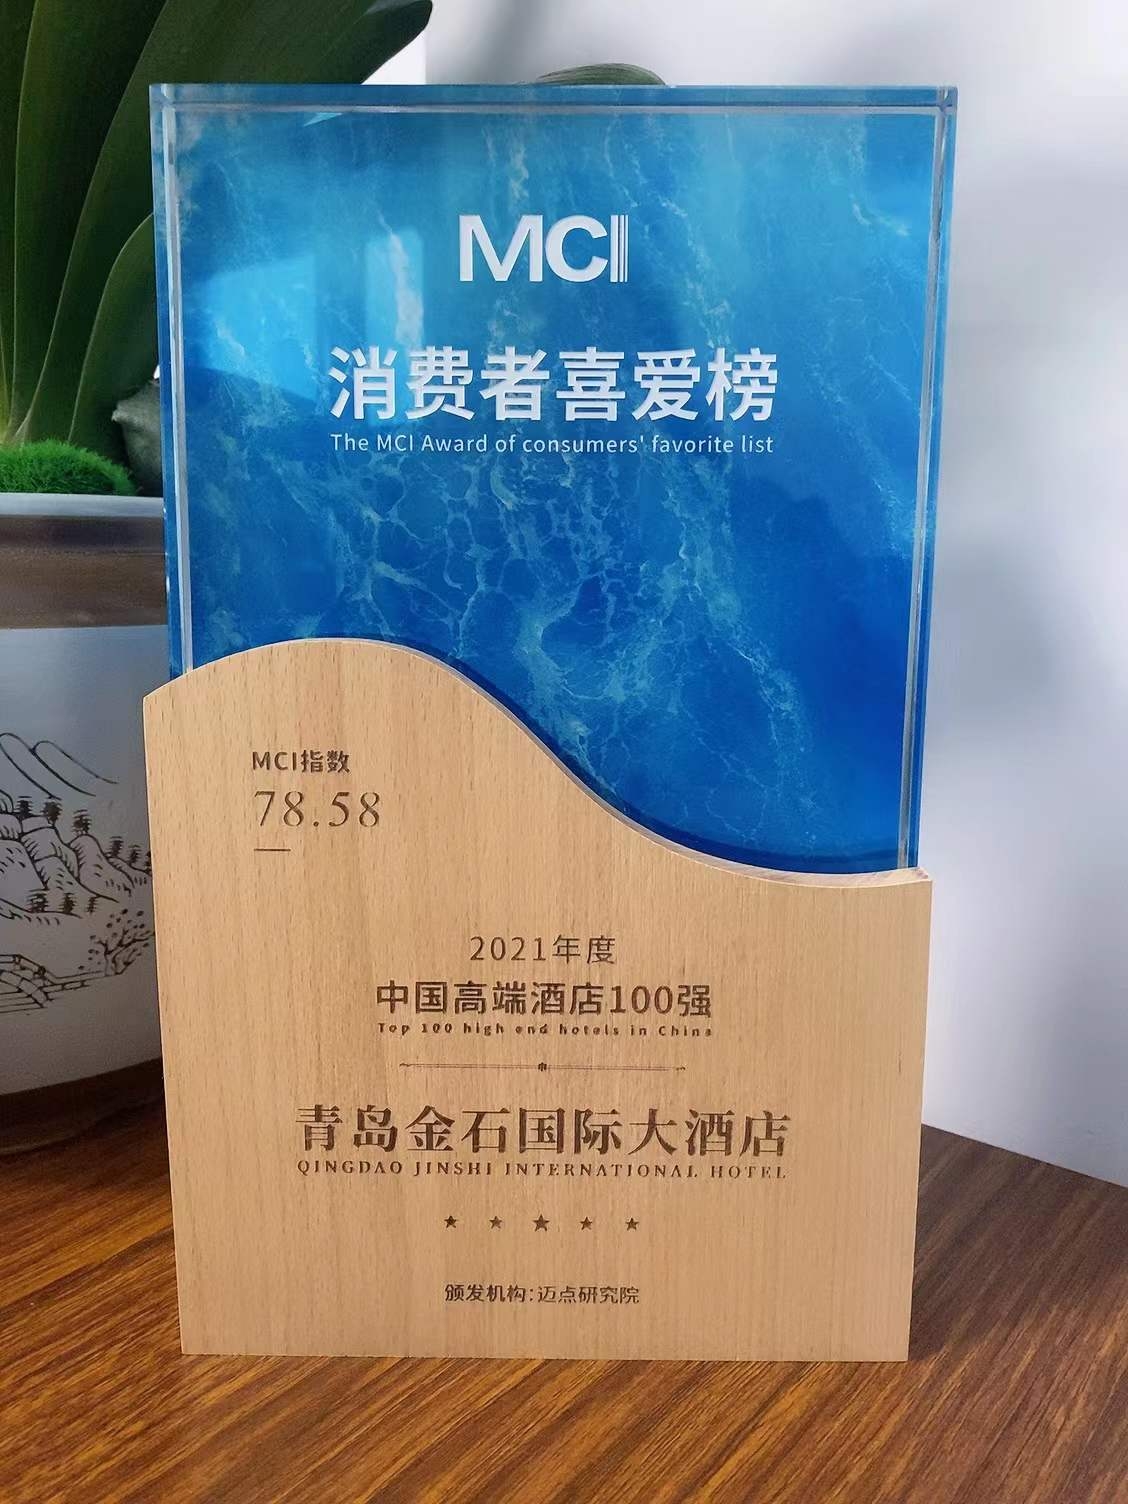 MCI
消费者喜爱榜
The MCI Award of consumers' favorite list
MCI指数
78.58
2021年度
中国高端酒店100强
Top 100 high end hotels in China
青岛金石国际大酒店
QINGDAO JINSHI INTERNATIONAL HOTEL
颁发机构:迈点研究院